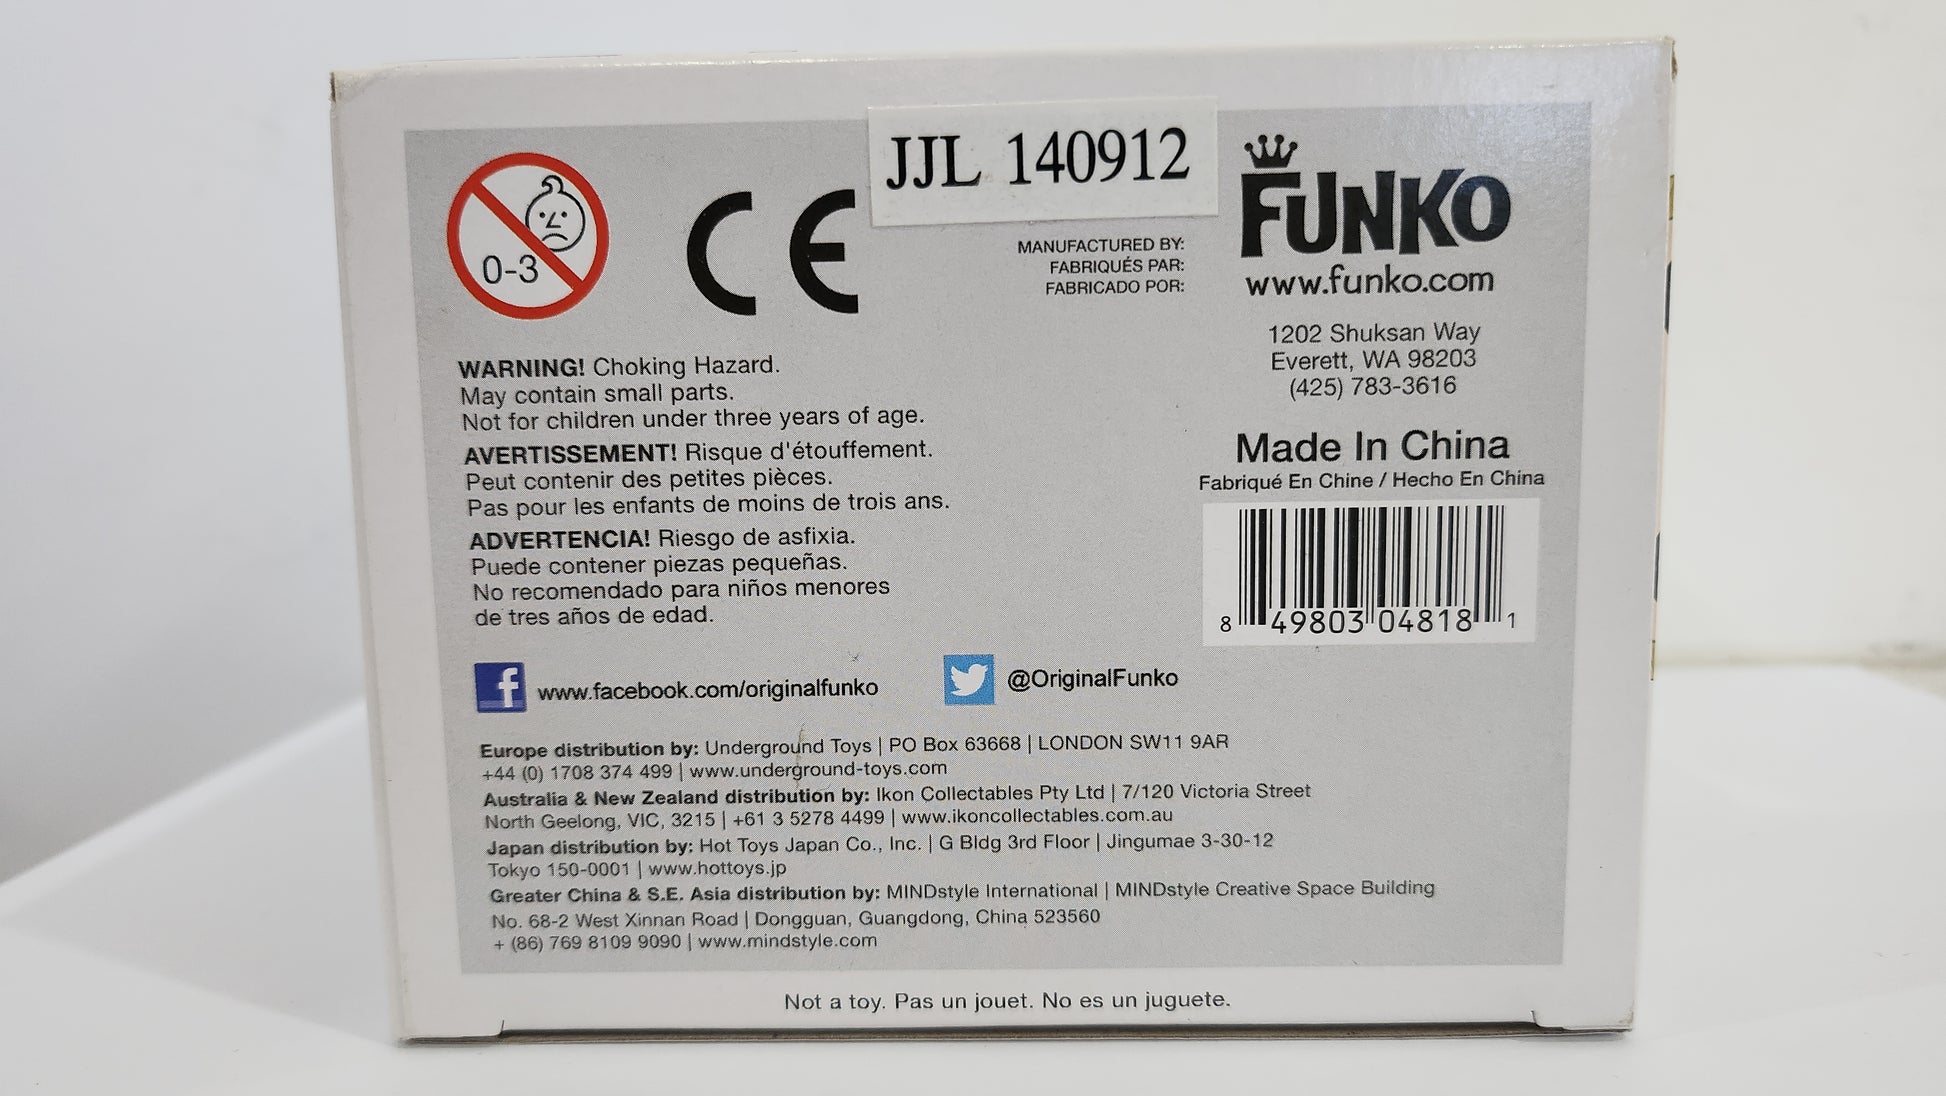 JJL 140912
0-3
CE
MANUFACTURED BY:
FABRIQUÉS PAR:
FABRICADO POR:
FUNKO
www.funko.com
1202 Shuksan Way
Everett, WA 98203
(425) 783-3616
Made In China
Fabriqué En Chine / Hecho En China
8 49803 04818 1
WARNING! Choking Hazard.
May contain small parts.
Not for children under three years of age.
AVERTISSEMENT! Risque d'étouffement.
Peut contenir des petites pièces.
Pas pour les enfants de moins de trois ans.
ADVERTENCIA! Riesgo de asfixia.
Puede contener piezas pequeñas.
No recomendado para niños menores
de tres años de edad.
f www.facebook.com/originalfunko
@OriginalFunko
Europe distribution by: Underground Toys | PO Box 63668 | LONDON SW11 9AR
+44 (0) 1708 374 499 | www.underground-toys.com
Australia & New Zealand distribution by: Ikon Collectables Pty Ltd | 7/120 Victoria Street
North Geelong, VIC, 3215 | +61 3 5278 4499 | www.ikoncollectables.com.au
Japan distribution by: Hot Toys Japan Co., Inc. | G Bldg 3rd Floor | Jingumae 3-30-12
Tokyo 150-0001 | www.hottoys.jp
Greater China & S.E. Asia distribution by: MINDstyle International | MINDstyle Creative Space Building
No. 68-2 West Xinnan Road | Dongguan, Guangdong, China 523560
+ (86) 769 8109 9090 | www.mindstyle.com
Not a toy. Pas un jouet. No es un juguete.